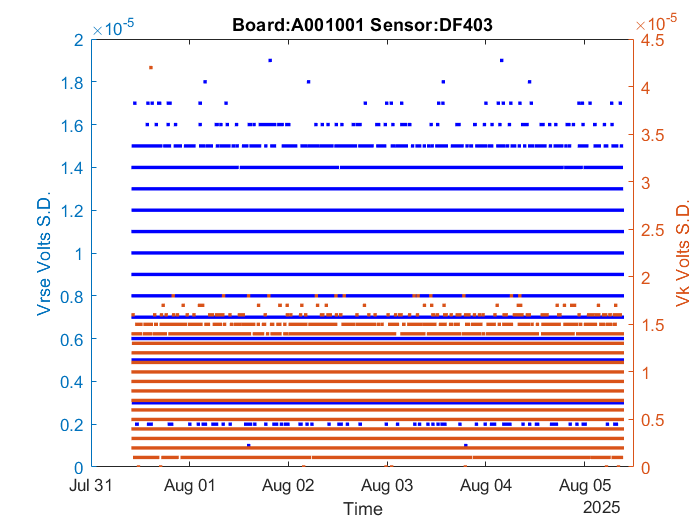 Board:A001001 Sensor:DF403
×10⁻⁵
×10⁻⁵
2
1.8
1.6
1.4
1.2
1
0.8
0.6
0.4
0.2
0
Vrse Volts S.D.
4.5
4
3.5
3
2.5
2
1.5
1
0.5
0
Vk Volts S.D.
Jul 31
Aug 01
Aug 02
Aug 03
Aug 04
Aug 05
Time
2025